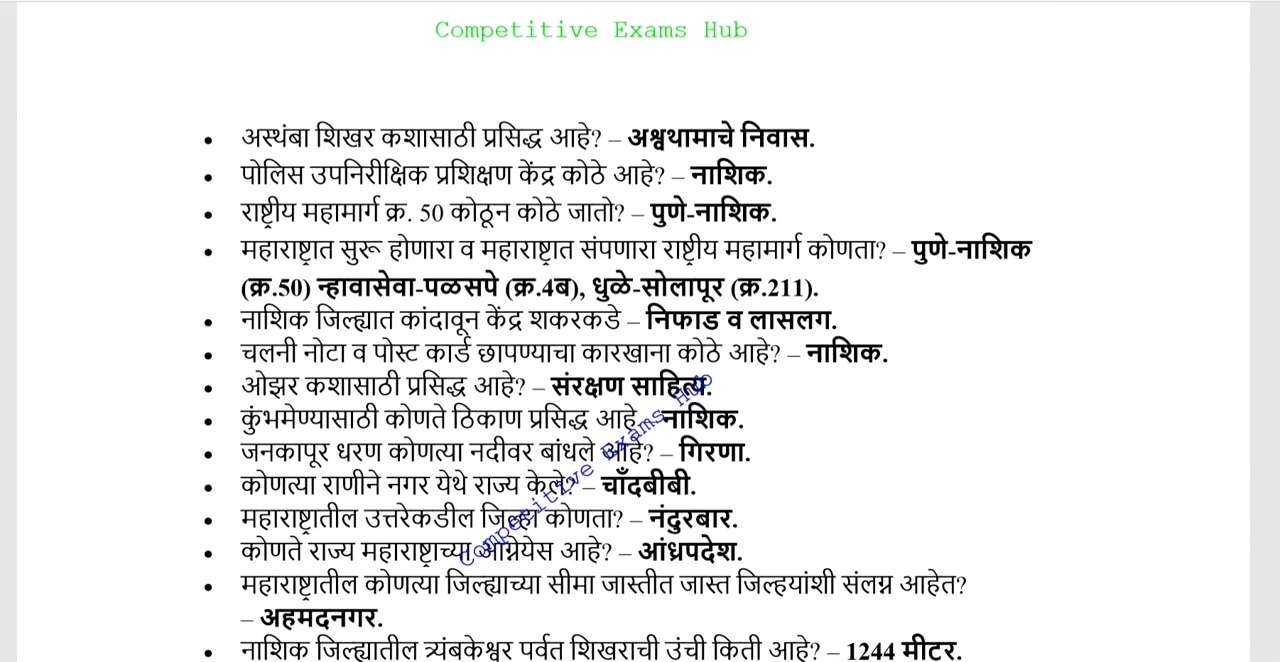 Competitive Exams Hub
• अस्थंबा शिखर कशासाठी प्रसिद्ध आहे? – अश्वथामाचे निवास.
• पोलिस उपनिरीक्षिक प्रशिक्षण केंद्र कोठे आहे? – नाशिक.
• राष्ट्रीय महामार्ग क्र. 50 कोठून कोठे जातो? – पुणे-नाशिक.
• महाराष्ट्रात सुरू होणारा व महाराष्ट्रात संपणारा राष्ट्रीय महामार्ग कोणता? – पुणे-नाशिक
(क्र.50) न्हावासेवा-पळसपे (क्र.4ब), धुळे-सोलापूर (क्र.211).
• नाशिक जिल्ह्यात कांदावून केंद्र शकरकडे – निफाड व लासलग.
• चलनी नोटा व पोस्ट कार्ड छापण्याचा कारखाना कोठे आहे? – नाशिक.
• ओझर कशासाठी प्रसिद्ध आहे? – संरक्षण साहित्य.
• कुंभमेण्यासाठी कोणते ठिकाण प्रसिद्ध आहे – नाशिक.
• जनकापूर धरण कोणत्या नदीवर बांधले आहे? – गिरणा.
• कोणत्या राणीने नगर येथे राज्य केले? – चाँदबीबी.
• महाराष्ट्रातील उत्तरेकडील जिल्हा कोणता? – नंदुरबार.
• कोणते राज्य महाराष्ट्राच्या आग्नेयेस आहे? – आंध्रपदेश.
• महाराष्ट्रातील कोणत्या जिल्ह्याच्या सीमा जास्तीत जास्त जिल्हयांशी संलग्न आहेत?
– अहमदनगर.
• नाशिक जिल्ह्यातील त्र्यंबकेश्वर पर्वत शिखराची उंची किती आहे? – 1244 मीटर.
Competitive Exams Hub